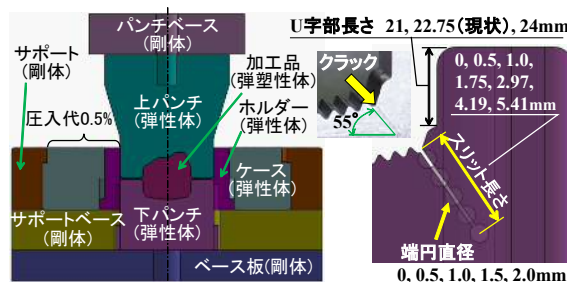 パンチベース
(剛体)
サポート
(剛体)
圧入代0.5%
上パンチ
(弾性体)
加工品
(弾塑性体)
ホルダー
(弾性体)
ケース
(弾性体)
サポートベース
(剛体)
下パンチ
(弾性体)
ベース板(剛体)
U字部長さ 21, 22.75(現状), 24mm
クラック
55°
0, 0.5, 1.0,
1.75, 2.97,
4.19, 5.41mm
スリット長さ
端円直径
0, 0.5, 1.0, 1.5, 2.0mm